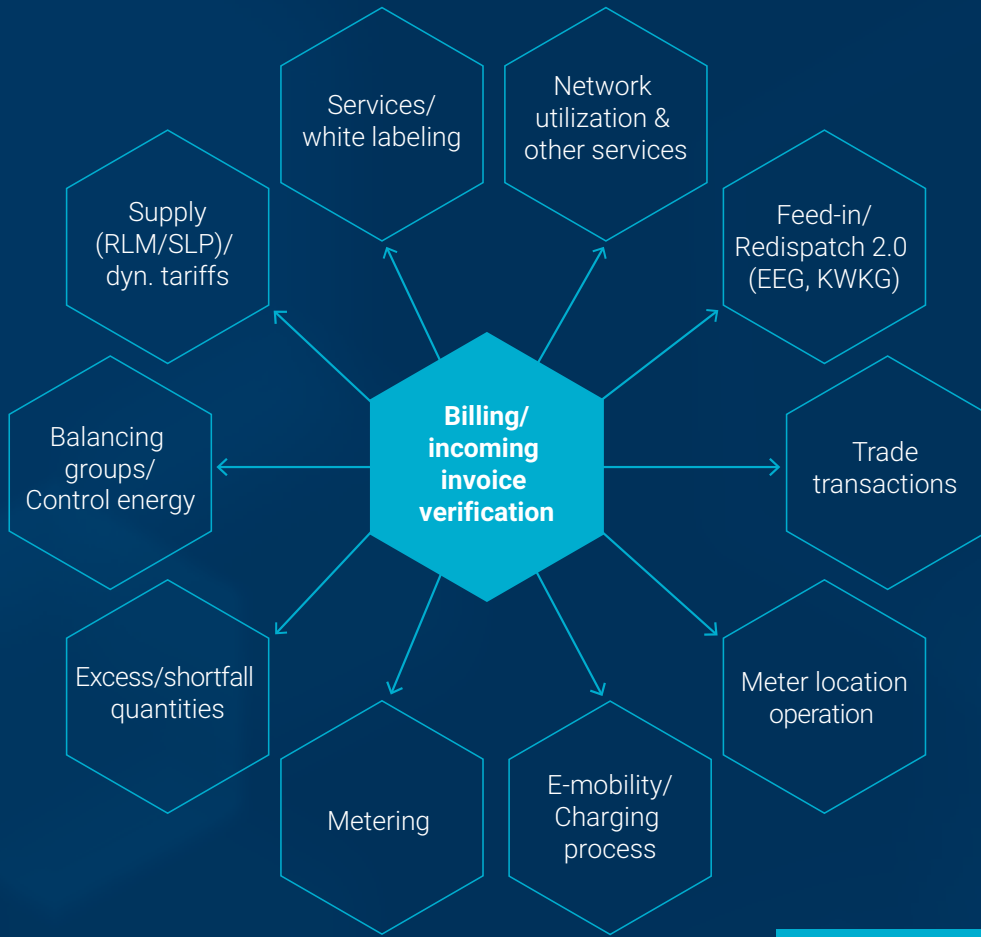 Services/
white labeling
Network
utilization &
other services
Supply
(RLM/SLP)/
dyn. tariffs
Feed-in/
Redispatch 2.0
(EEG, KWKG)
Balancing
groups/
Control energy
Billing/
incoming
invoice
verification
Trade
transactions
Excess/shortfall
quantities
Meter location
operation
Metering
E-mobility/
Charging
process